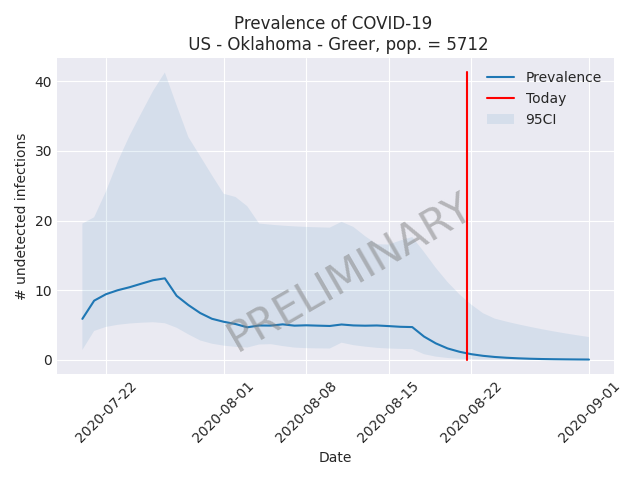 Prevalence of COVID-19
US - Oklahoma - Greer, pop. = 5712
# undetected infections
40
30
20
10
0
Prevalence
Today
95CI
PRELIMINARY
2020-07-22
2020-08-01
2020-08-08
2020-08-15
2020-08-22
2020-09-01
Date